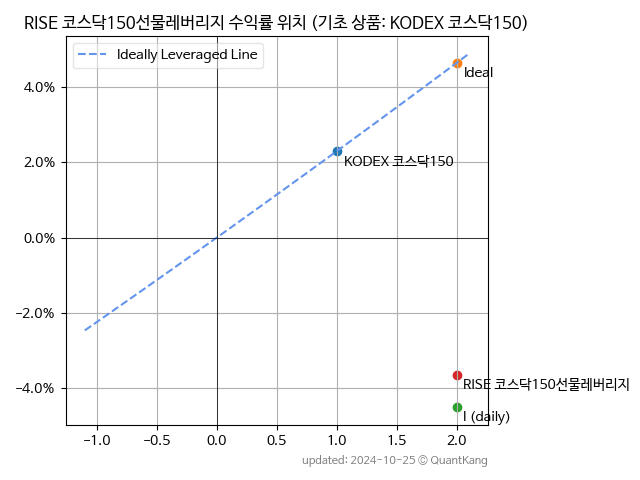 RISE 코스닥150선물레버리지 수익률 위치 (기초 상품: KODEX 코스닥150)
Ideally Leveraged Line
Ideal
4.0%
KODEX 코스닥150
2.0%
0.0%
−2.0%
RISE 코스닥150선물레버리지
−4.0%
I (daily)
−1.0 −0.5 0.0 0.5 1.0 1.5 2.0
updated: 2024-10-25 © QuantKang